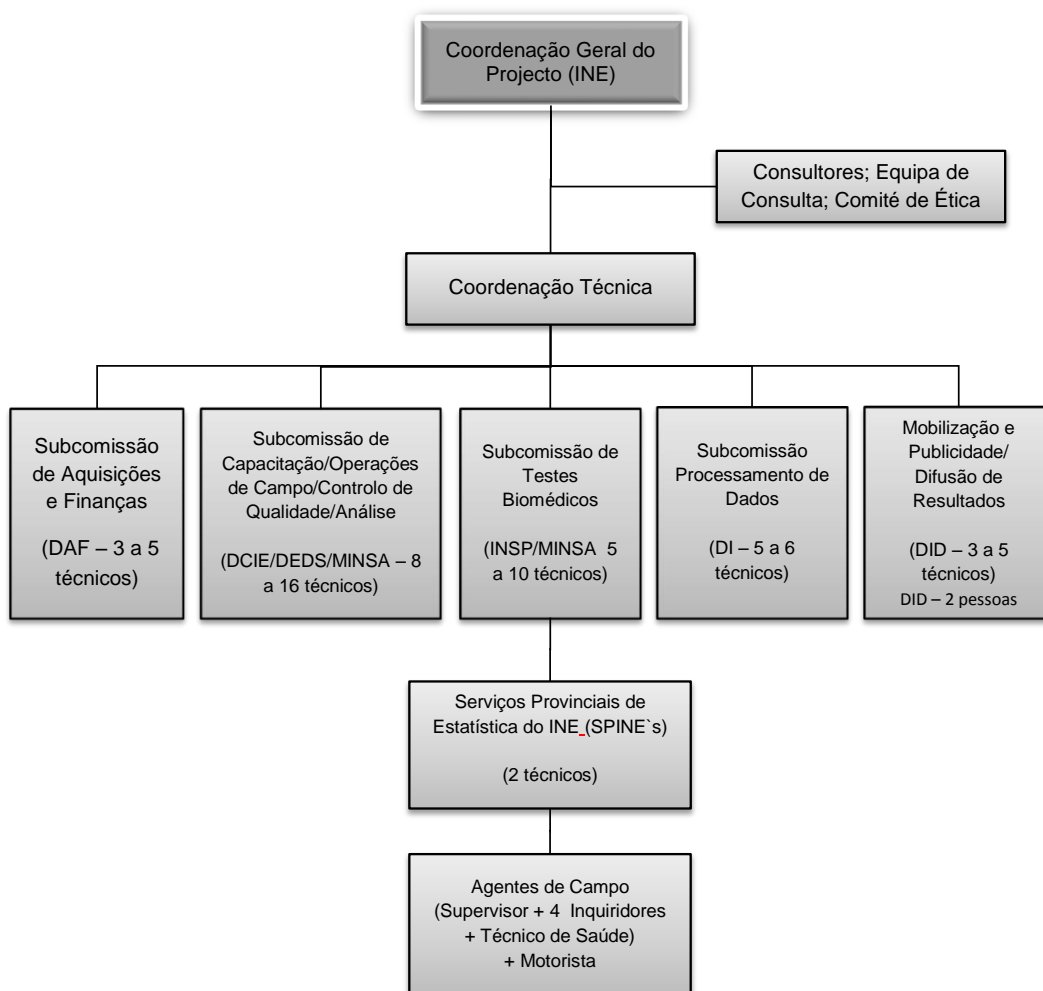 Coordenação Geral do
Projecto (INE)
Consultores; Equipa de
Consulta; Comité de Ética
Coordenação Técnica
Subcomissão
de Aquisições
e Finanças
(DAF – 3 a 5
técnicos)
Subcomissão de
Capacitação/Operações
de Campo/Controlo de
Qualidade/Análise
(DCIE/DEDS/MINSA – 8
a 16 técnicos)
Subcomissão de
Testes
Biomédicos
(INSP/MINSA 5
a 10 técnicos)
Subcomissão
Processamento de
Dados
(DI – 5 a 6
técnicos)
Mobilização e
Publicidade/
Difusão de
Resultados
(DID – 3 a 5
técnicos)
DID – 2 pessoas
Serviços Provinciais de
Estatística do INE (SPINE`s)
(2 técnicos)
Agentes de Campo
(Supervisor + 4 Inquiridores
+ Técnico de Saúde)
+ Motorista